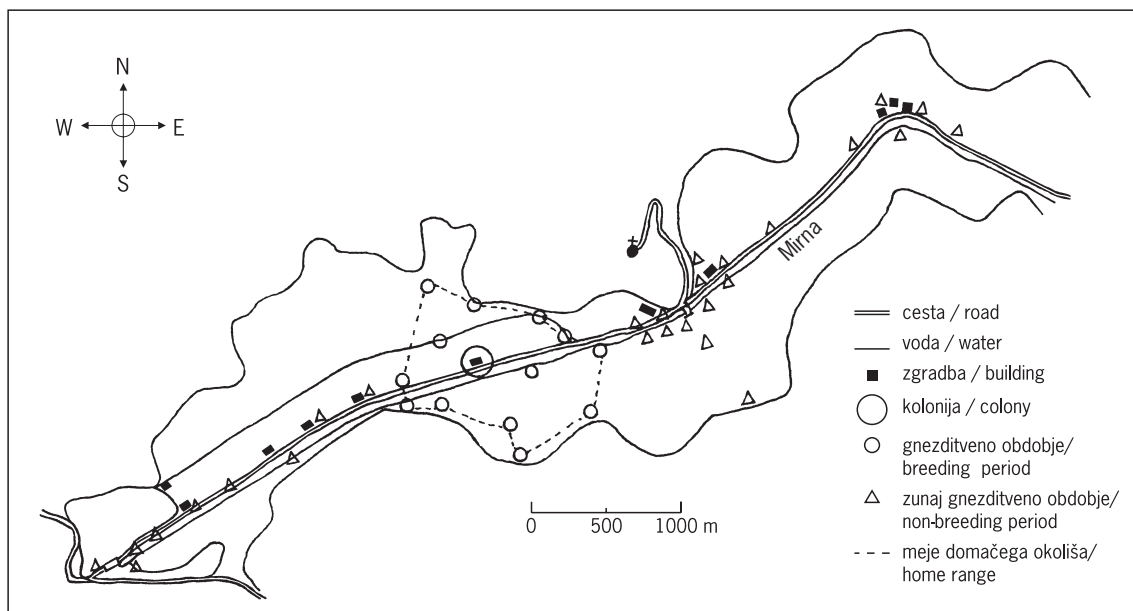 N
W E
S
Mirna
cesta / road
voda / water
zgradba / building
kolonija / colony
gnezditveno obdobje/
breeding period
zunaj gnezditveno obdobje/
non-breeding period
meje domačega okoliša/
home range
0 500 1000 m